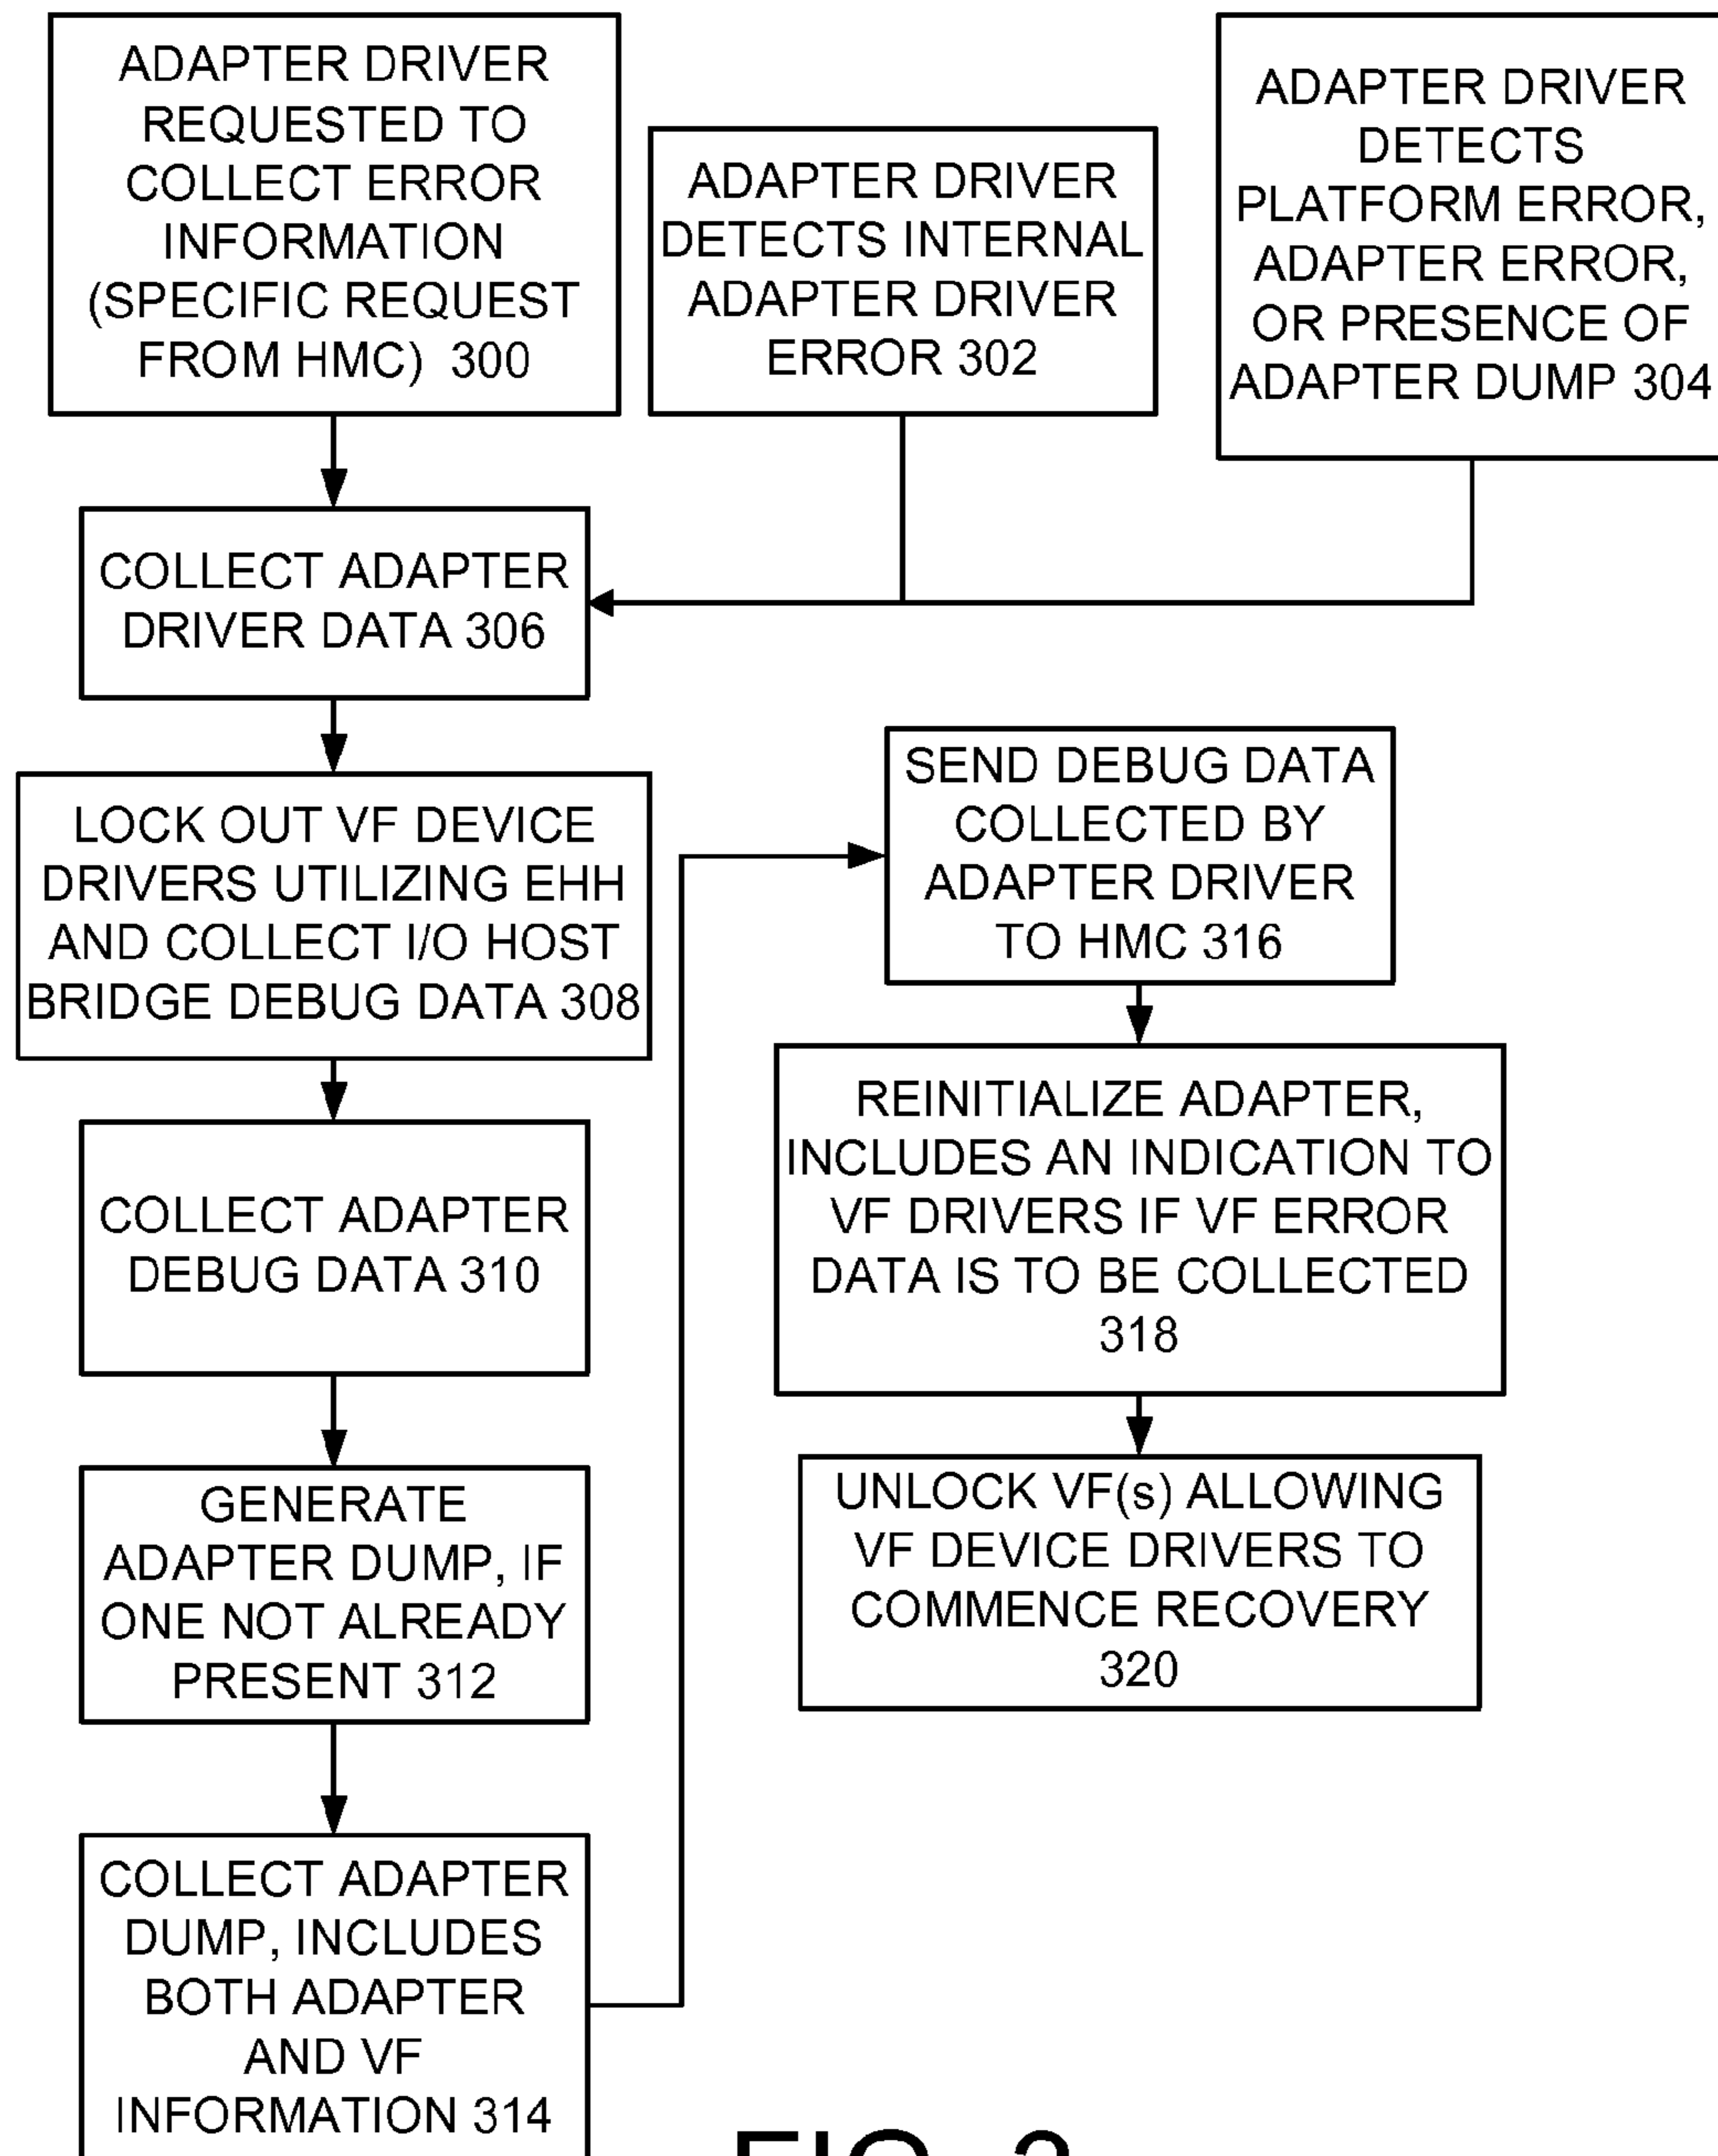 ADAPTER DRIVER
REQUESTED TO
COLLECT ERROR
INFORMATION
(SPECIFIC REQUEST
FROM HMC) 300
ADAPTER DRIVER
DETECTS INTERNAL
ADAPTER DRIVER
ERROR 302
ADAPTER DRIVER
DETECTS
PLATFORM ERROR,
ADAPTER ERROR,
OR PRESENCE OF
ADAPTER DUMP 304
COLLECT ADAPTER
DRIVER DATA 306
LOCK OUT VF DEVICE
DRIVERS UTILIZING EHH
AND COLLECT I/O HOST
BRIDGE DEBUG DATA 308
COLLECT ADAPTER
DEBUG DATA 310
GENERATE
ADAPTER DUMP, IF
ONE NOT ALREADY
PRESENT 312
COLLECT ADAPTER
DUMP, INCLUDES
BOTH ADAPTER
AND VF
INFORMATION 314
SEND DEBUG DATA
COLLECTED BY
ADAPTER DRIVER
TO HMC 316
REINITIALIZE ADAPTER,
INCLUDES AN INDICATION TO
VF DRIVERS IF VF ERROR
DATA IS TO BE COLLECTED
318
UNLOCK VF(s) ALLOWING
VF DEVICE DRIVERS TO
COMMENCE RECOVERY
320
FIG.